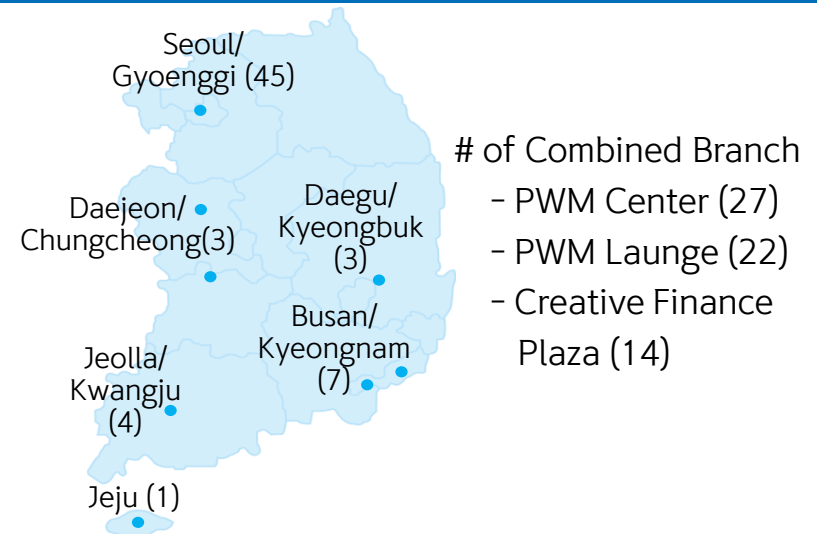 Seoul/
Gyoenggi (45)
Daejeon/
Chungcheong(3)
Daegu/
Kyeongbuk
(3)
Busan/
Kyeongnam
(7)
Jeolla/
Kwangju
(4)
Jeju (1)
# of Combined Branch
- PWM Center (27)
- PWM Launge (22)
- Creative Finance
Plaza (14)